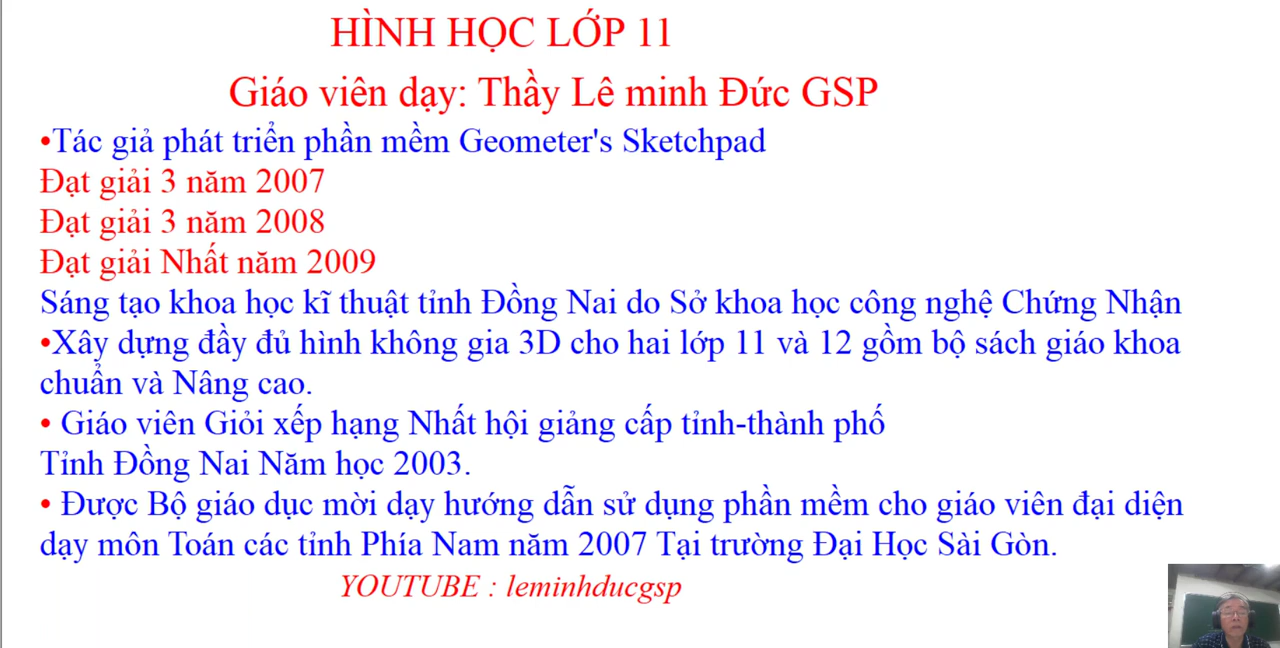 HÌNH HỌC LỚP 11
Giáo viên dạy: Thầy Lê minh Đức GSP
•Tác giả phát triển phần mềm Geometer's Sketchpad
Đạt giải 3 năm 2007
Đạt giải 3 năm 2008
Đạt giải Nhất năm 2009
Sáng tạo khoa học kĩ thuật tỉnh Đồng Nai do Sở khoa học công nghệ Chứng Nhận
•Xây dựng đầy đủ hình không gia 3D cho hai lớp 11 và 12 gồm bộ sách giáo khoa
chuẩn và Nâng cao.
• Giáo viên Giỏi xếp hạng Nhất hội giảng cấp tỉnh-thành phố
Tỉnh Đồng Nai Năm học 2003.
• Được Bộ giáo dục mời dạy hướng dẫn sử dụng phần mềm cho giáo viên đại diện
dạy môn Toán các tỉnh Phía Nam năm 2007 Tại trường Đại Học Sài Gòn.
YOUTUBE : leminhducgsp